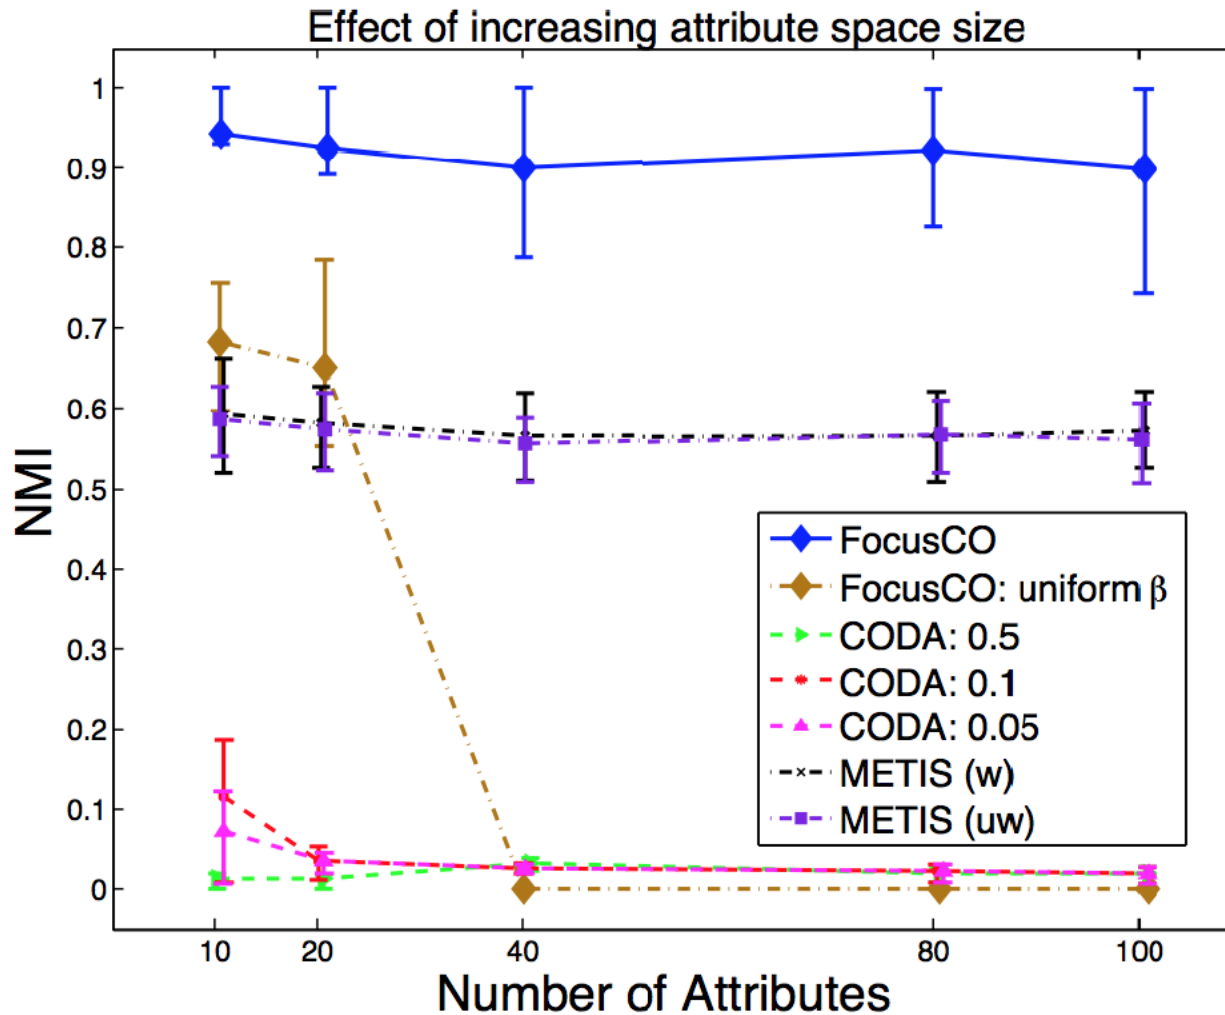 Effect of increasing attribute space size
NMI
1
0.9
0.8
0.7
0.6
0.5
0.4
0.3
0.2
0.1
0
FocusCO
FocusCO: uniform β
CODA: 0.5
CODA: 0.1
CODA: 0.05
METIS (w)
METIS (uw)
10 20 40 80 100
Number of Attributes